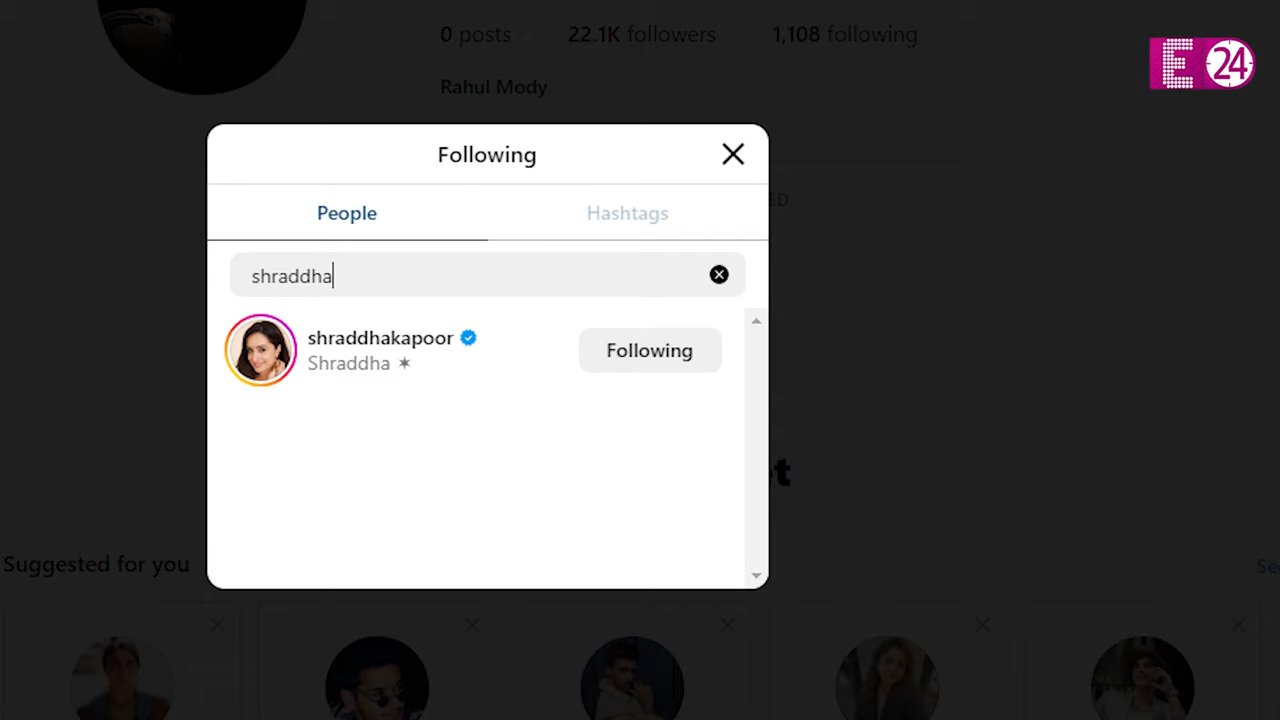 0 posts 22.1K followers 1,108 following
E 24
Rahul Mody
Following
People Hashtags
shraddha
shraddhakapoor
Shraddha ✶
Following
Suggested for you